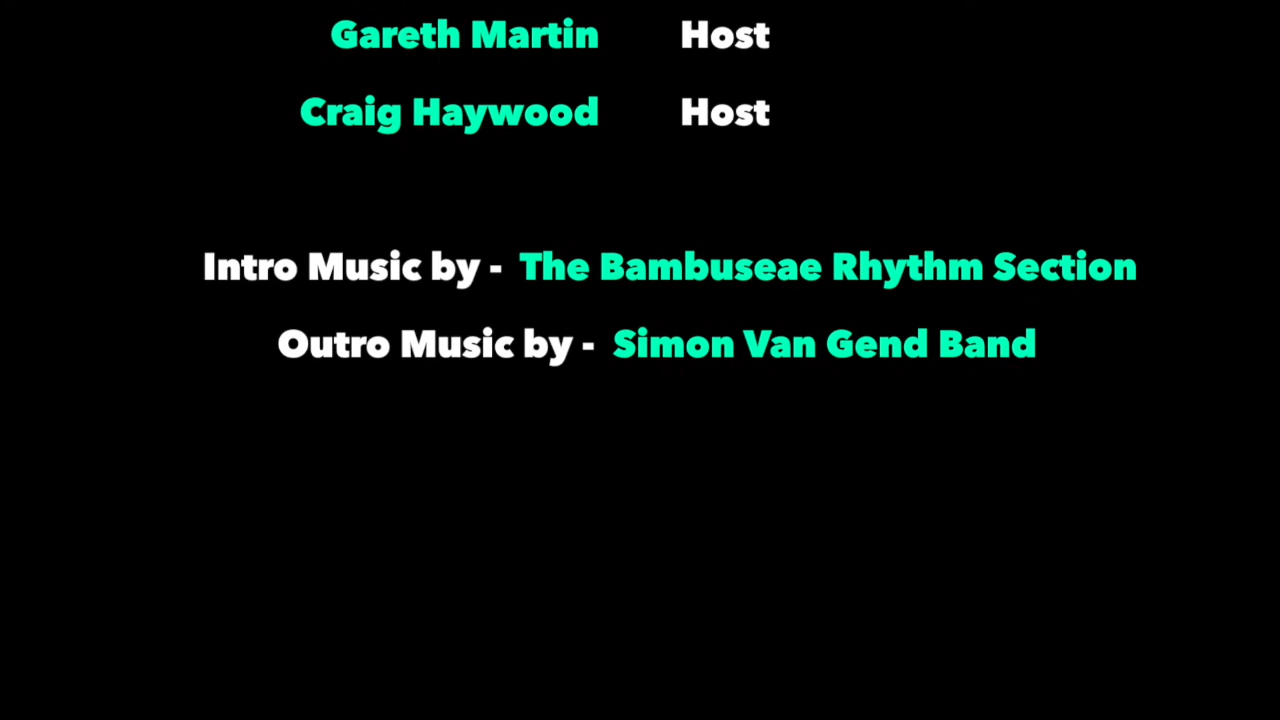 Gareth Martin Host
Craig Haywood Host
Intro Music by - The Bambuseae Rhythm Section
Outro Music by - Simon Van Gend Band